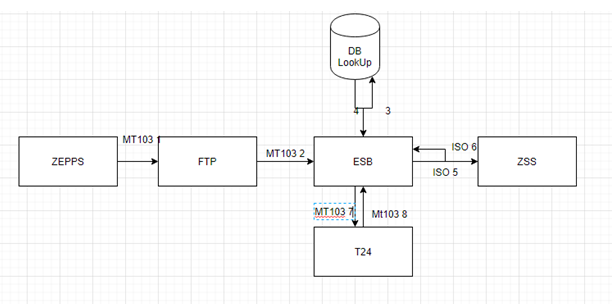 DB
LookUp
4
3
MT103 1
MT103 2
ISO 6
ZEPPS
FTP
ESB
ZSS
ISO 5
MT103 7
Mt103 8
T24